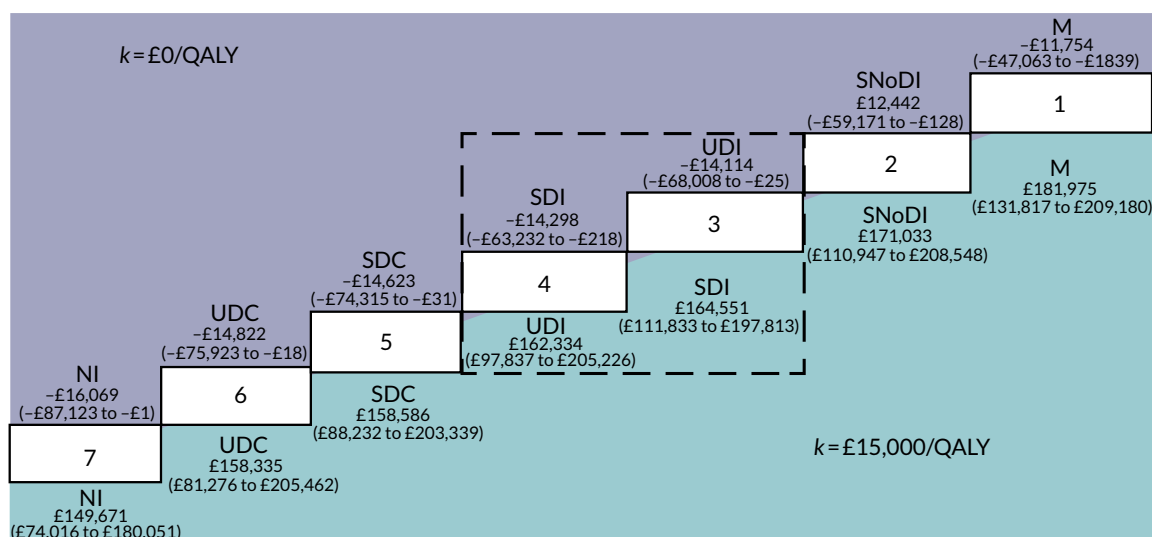 k = £0/QALY
M
–£11,754
(–£47,063 to –£1839)
1
M
£181,975
(£131,817 to £209,180)
SNoDI
£12,442
(–£59,171 to –£128)
2
SNoDI
£171,033
(£110,947 to £208,548)
UDI
–£14,114
(–£68,008 to –£25)
3
SDI
£164,551
(£111,833 to £197,813)
SDI
–£14,298
(–£63,232 to –£218)
4
UDI
£162,334
(£97,837 to £205,226)
SDC
–£14,623
(–£74,315 to –£31)
5
SDC
£158,586
(£88,232 to £203,339)
UDC
–£14,822
(–£75,923 to –£18)
6
UDC
£158,335
(£81,276 to £205,462)
NI
–£16,069
(–£87,123 to –£1)
7
NI
£149,671
(£74,016 to £180,051)
k = £15,000/QALY